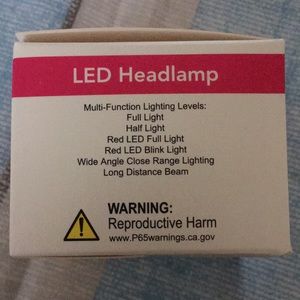 LED Headlamp
Multi-Function Lighting Levels:
Full Light
Half Light
Red LED Full Light
Red LED Blink Light
Wide Angle Close Range Lighting
Long Distance Beam
WARNING:
Reproductive Harm
www.P65warnings.ca.gov